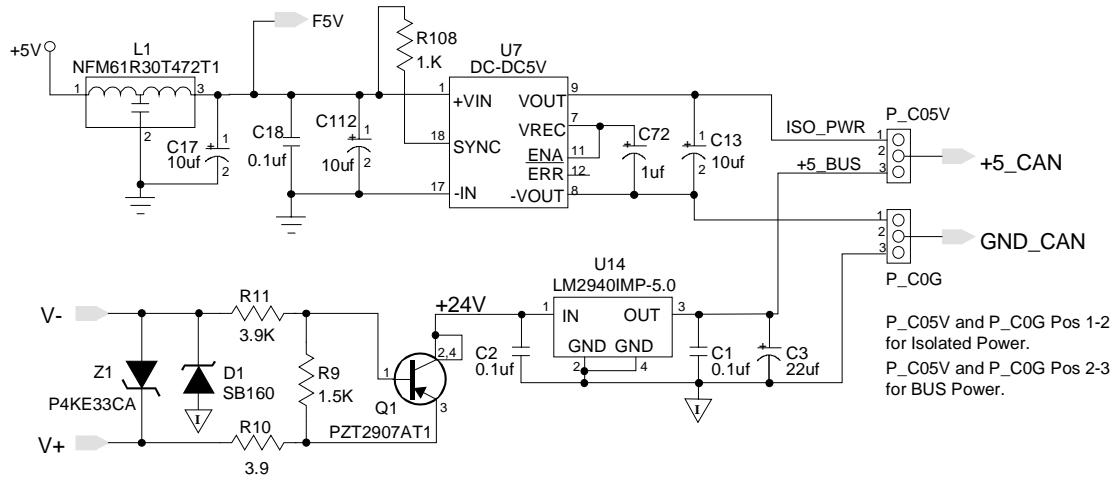 F5V
+5V
L1
NFM61R30T472T1
1
3
2
C17
10uf
1
2
C18
0.1uf
C112
10uf
1
2
R108
1.K
U7
DC-DC5V
1
+VIN
18
SYNC
17
-IN
VOUT
9
VREC
7
ENA
11
ERR
12
-VOUT
8
C72
1uf
C13
10uf
1
2
ISO_PWR
+5_BUS
P_C05V
1
2
3
+5_CAN
1
2
3
GND_CAN
P_C0G
V-
R11
3.9K
Z1
P4KE33CA
D1
SB160
I
R9
1.5K
V+
R10
3.9
+24V
2,4
1
3
Q1
PZT2907AT1
U14
LM2940IMP-5.0
1
IN
OUT
3
GND
GND
2
4
C2
0.1uf
C1
0.1uf
C3
22uf
I
P_C05V and P_C0G Pos 1-2
for Isolated Power.
P_C05V and P_C0G Pos 2-3
for BUS Power.